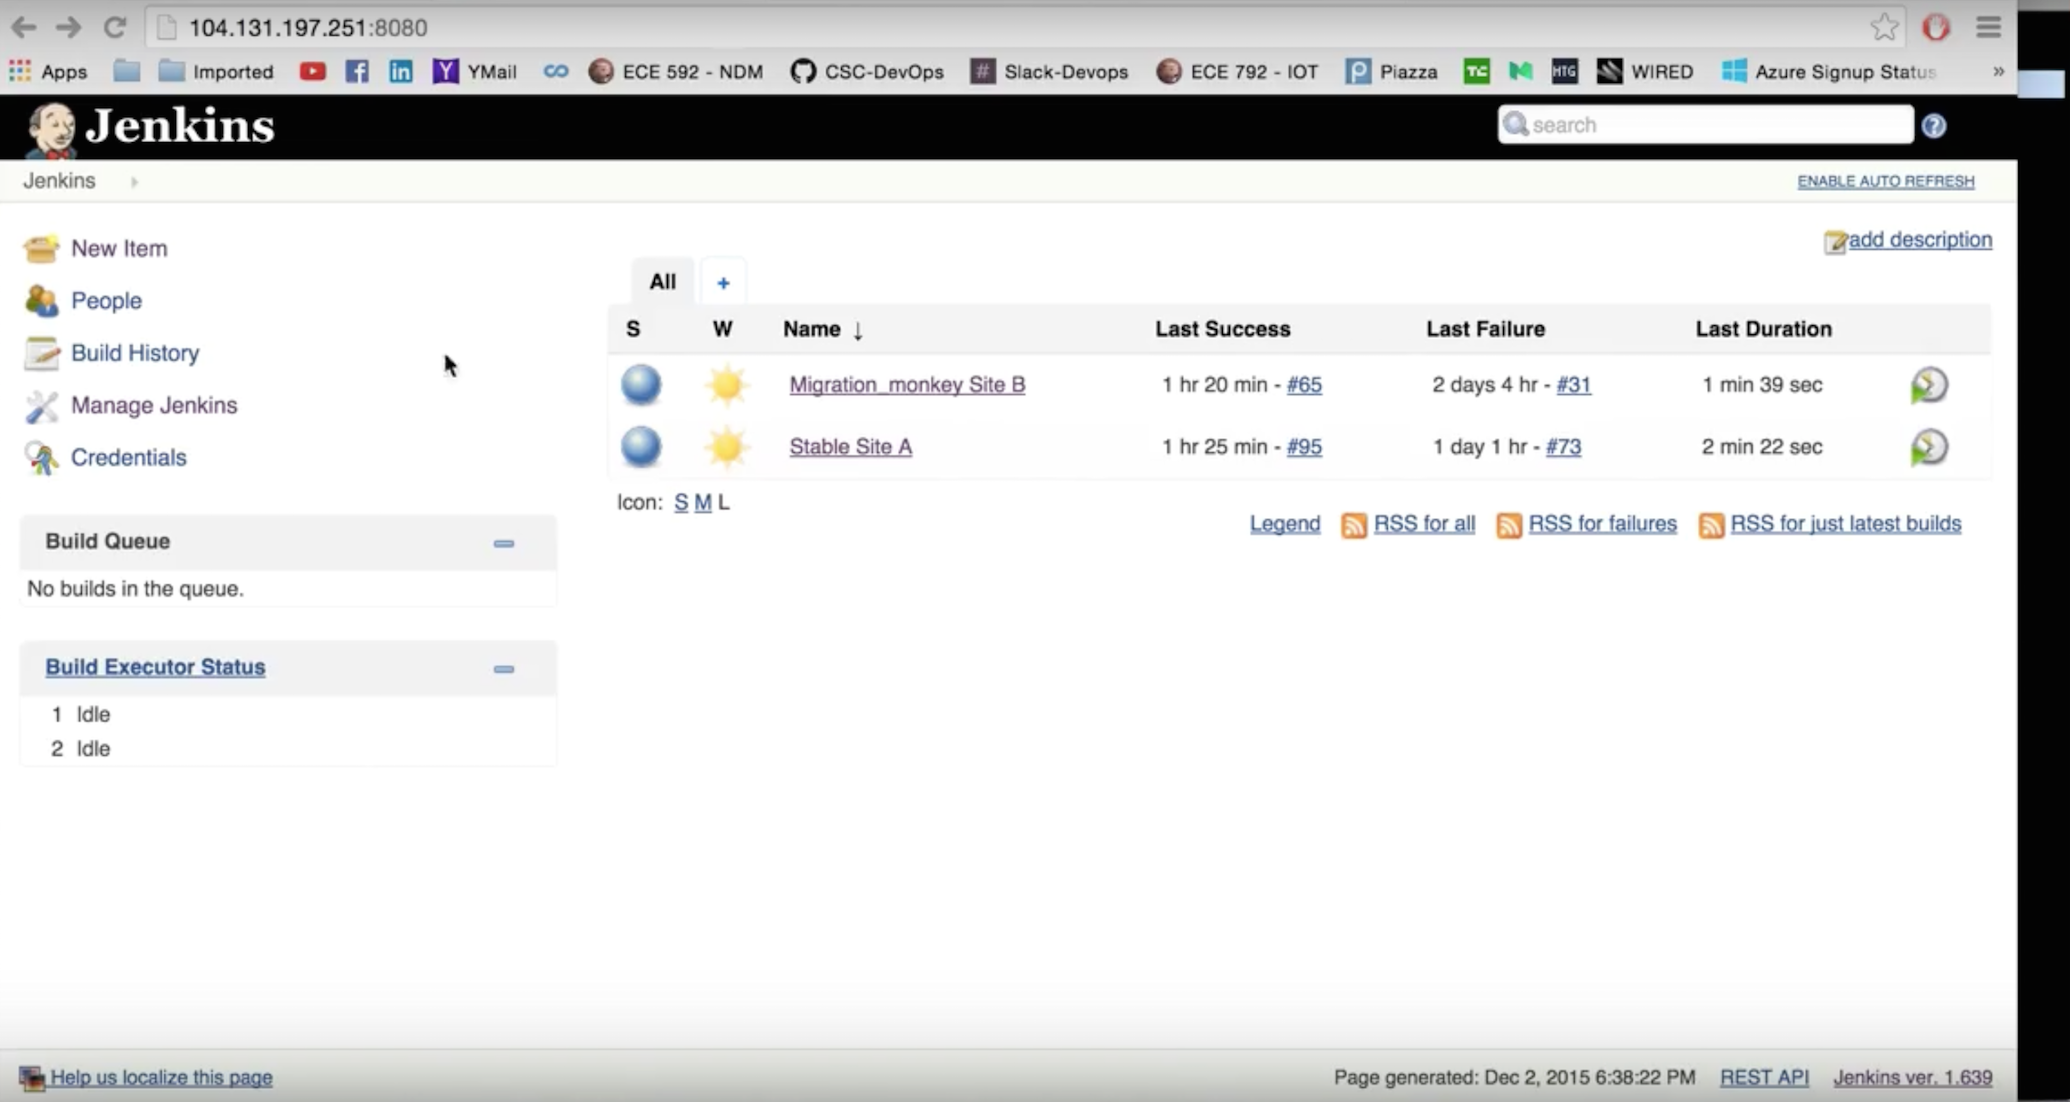 104.131.197.251:8080
Apps Imported YMail ECE 592 - NDM CSC-DevOps Slack-Devops ECE 792 - IOT Piazza TC HTG WIRED Azure Signup Status »
Jenkins
search
Jenkins
ENABLE AUTO REFRESH
New Item
People
Build History
Manage Jenkins
Credentials
add description
All +
S W Name ↓ Last Success Last Failure Last Duration
Migration_monkey Site B 1 hr 20 min - #65 2 days 4 hr - #31 1 min 39 sec
Stable Site A 1 hr 25 min - #95 1 day 1 hr - #73 2 min 22 sec
Icon: S M L
Legend RSS for all RSS for failures RSS for just latest builds
Build Queue
No builds in the queue.
Build Executor Status
1 Idle
2 Idle
Help us localize this page
Page generated: Dec 2, 2015 6:38:22 PM REST API Jenkins ver. 1.639